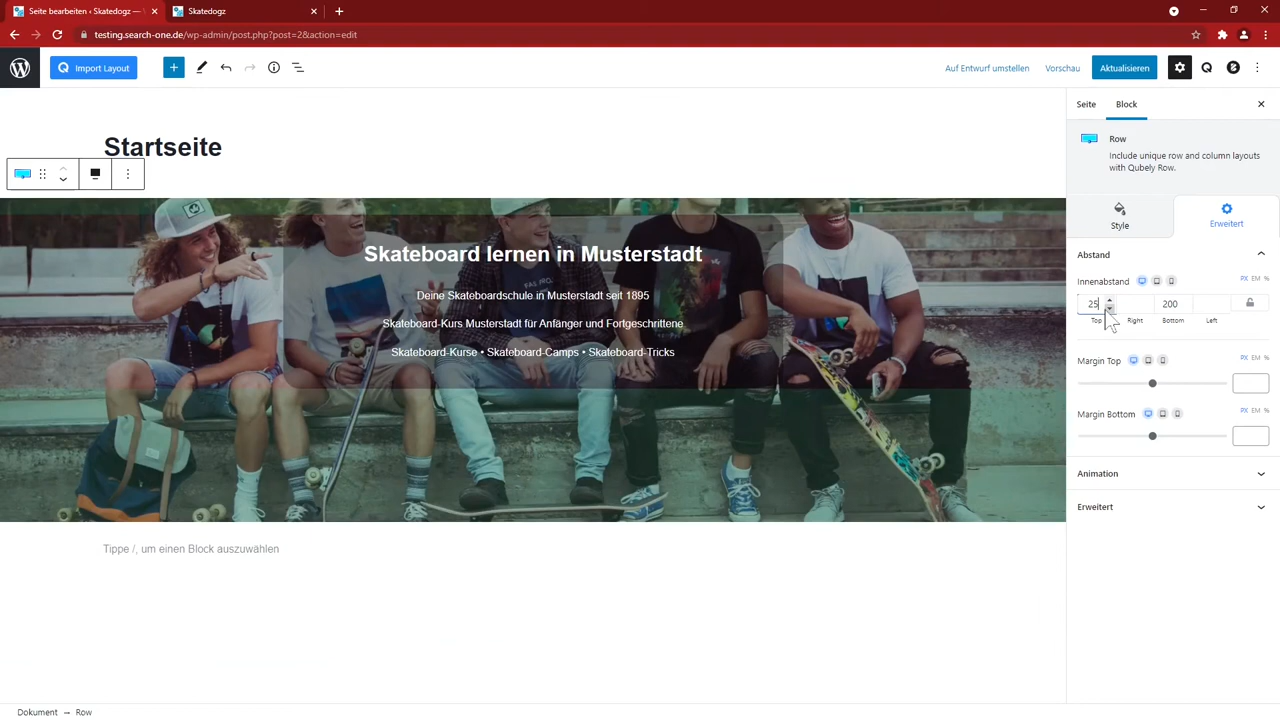 Seite bearbeiten ‹ Skatedogz — W
Skatedogz
testing.search-one.de/wp-admin/post.php?post=2&action=edit
Import Layout
Auf Entwurf umstellen
Vorschau
Aktualisieren
Seite
Block
Row
Include unique row and column layouts
with Qubely Row.
Startseite
Style
Erweitert
Skateboard lernen in Musterstadt
Deine Skateboardschule in Musterstadt seit 1895
Skateboard-Kurs Musterstadt für Anfänger und Fortgeschrittene
Skateboard-Kurse • Skateboard-Camps • Skateboard-Tricks
Abstand
Innenabstand
PX EM %
25
200
Top
Right
Bottom
Left
Margin Top
PX EM %
Margin Bottom
PX EM %
Animation
Erweitert
Tippe /, um einen Block auszuwählen
Dokument → Row